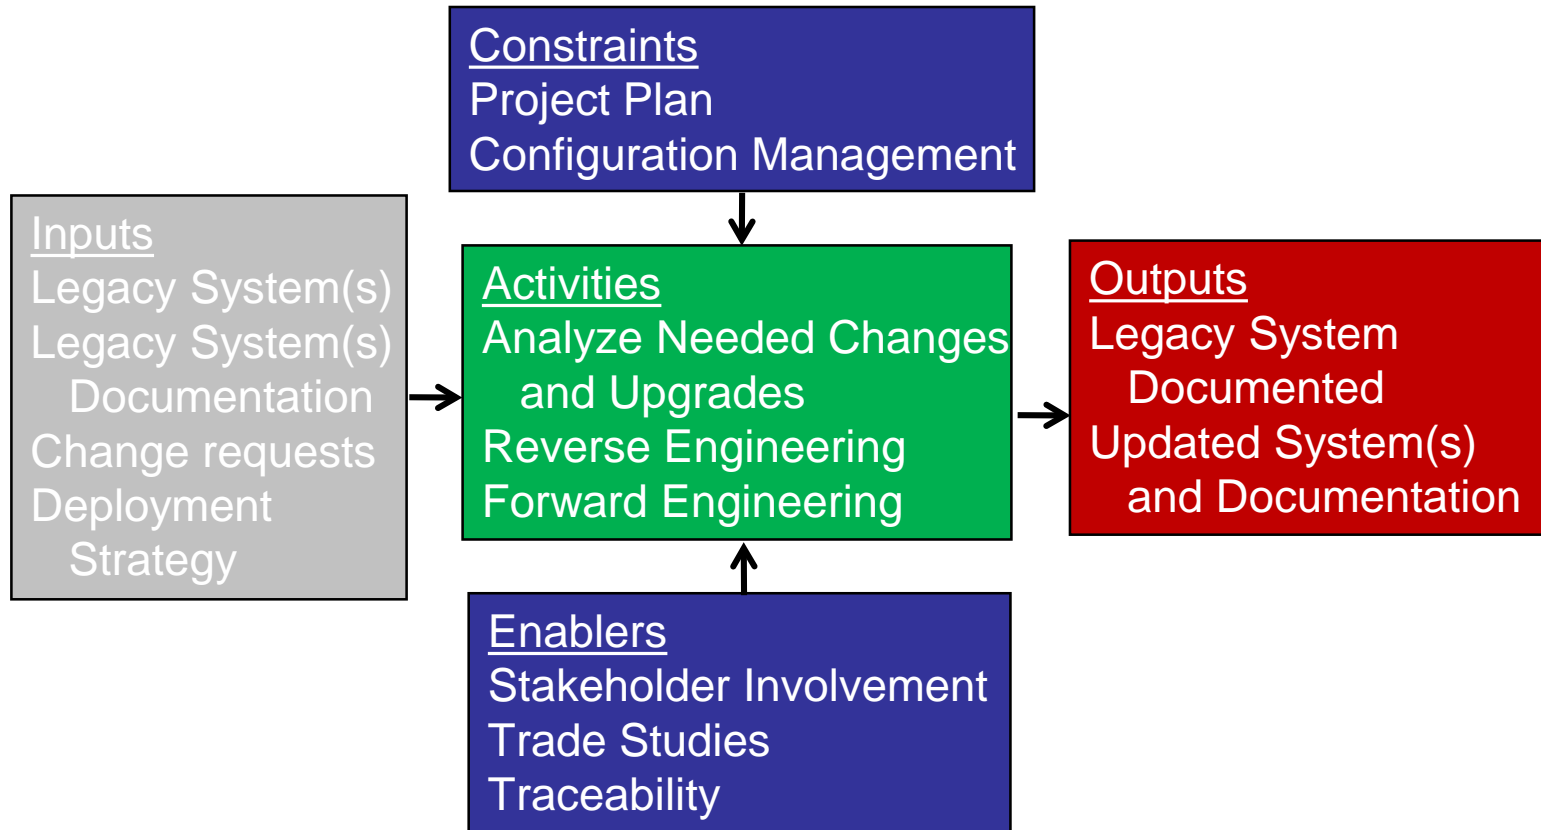 Constraints
Project Plan
Configuration Management
Inputs
Legacy System(s)
Legacy System(s)
Documentation
Change requests
Deployment
Strategy
Activities
Analyze Needed Changes
and Upgrades
Reverse Engineering
Forward Engineering
Outputs
Legacy System
Documented
Updated System(s)
and Documentation
Enablers
Stakeholder Involvement
Trade Studies
Traceability